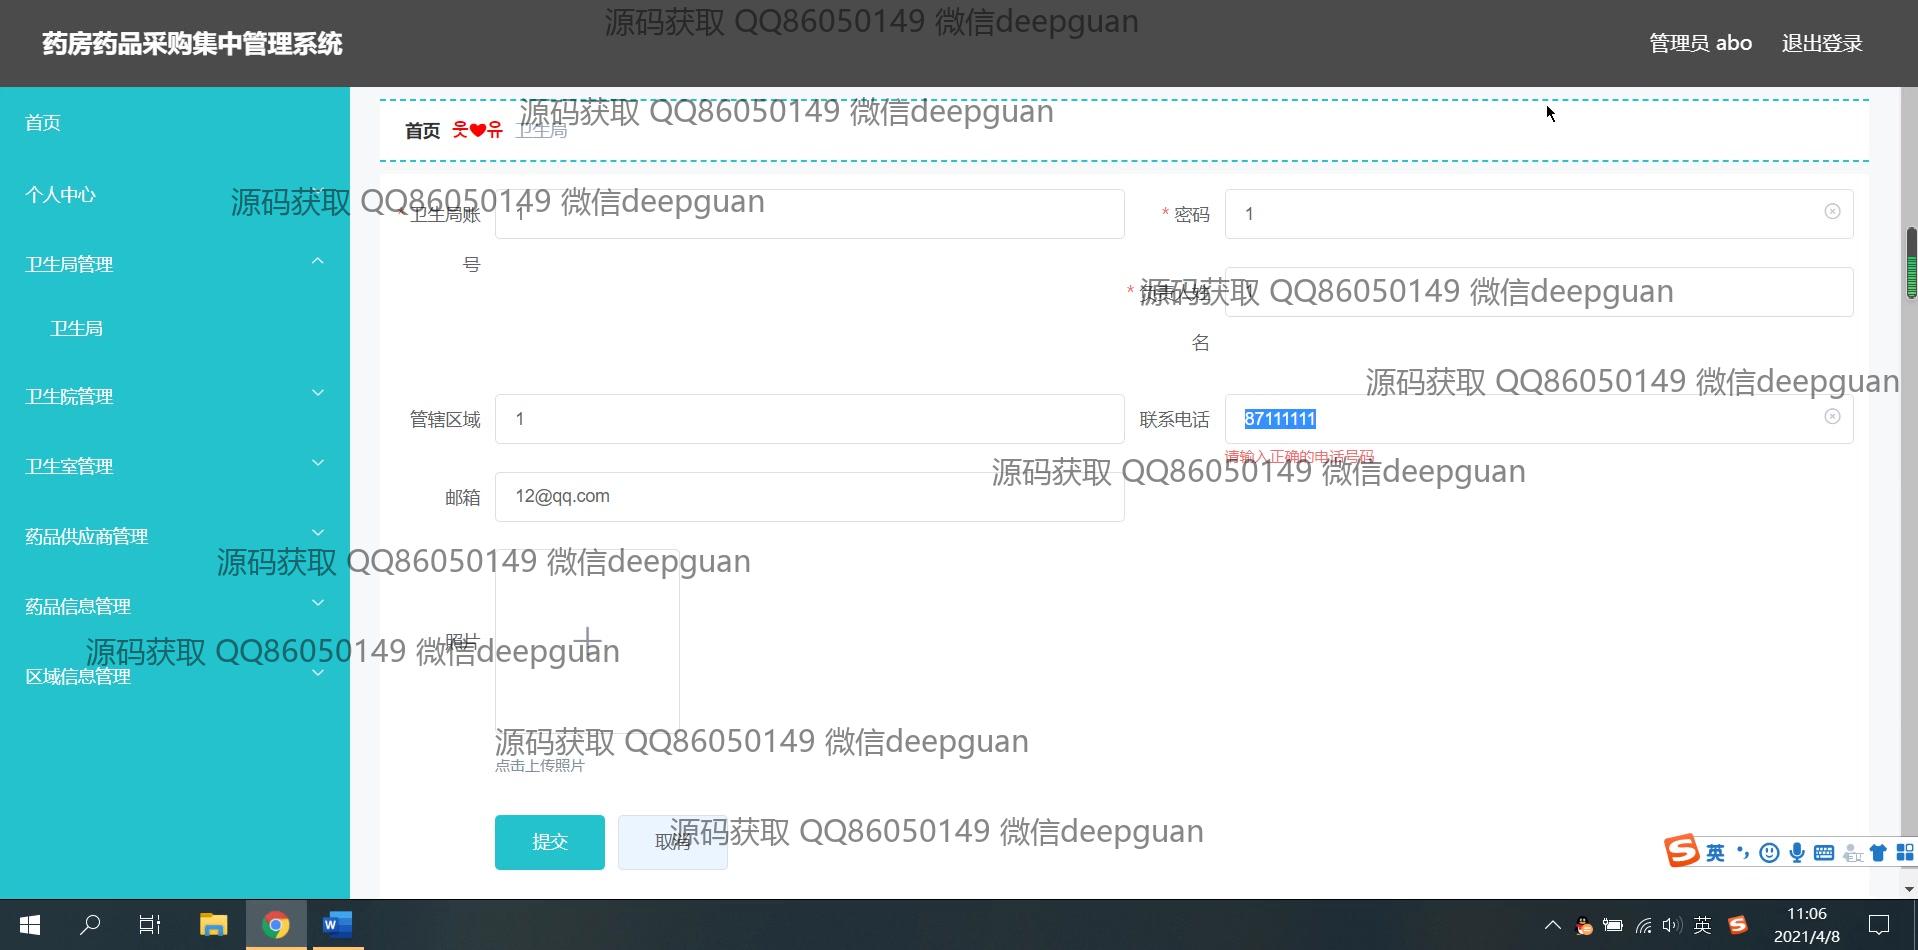 源码获取 QQ86050149 微信deepguan
药房药品采购集中管理系统
管理员 abo 退出登录
首页
源码获取 QQ86050149 微信deepguan
首页 웃❤유 卫生局
个人中心
源码获取 QQ86050149 微信deepguan
* 卫生局账号 1
* 密码 1
卫生局管理
* 负责人姓名 1
源码获取 QQ86050149 微信deepguan
卫生局
源码获取 QQ86050149 微信deepguan
卫生院管理
管辖区域 1
联系电话 87111111
请输入正确的电话号码
卫生室管理
源码获取 QQ86050149 微信deepguan
邮箱 12@qq.com
药品供应商管理
源码获取 QQ86050149 微信deepguan
药品信息管理
照片
源码获取 QQ86050149 微信deepguan
区域信息管理
源码获取 QQ86050149 微信deepguan
点击上传照片
提交 取消
源码获取 QQ86050149 微信deepguan
英
英
11:06
2021/4/8